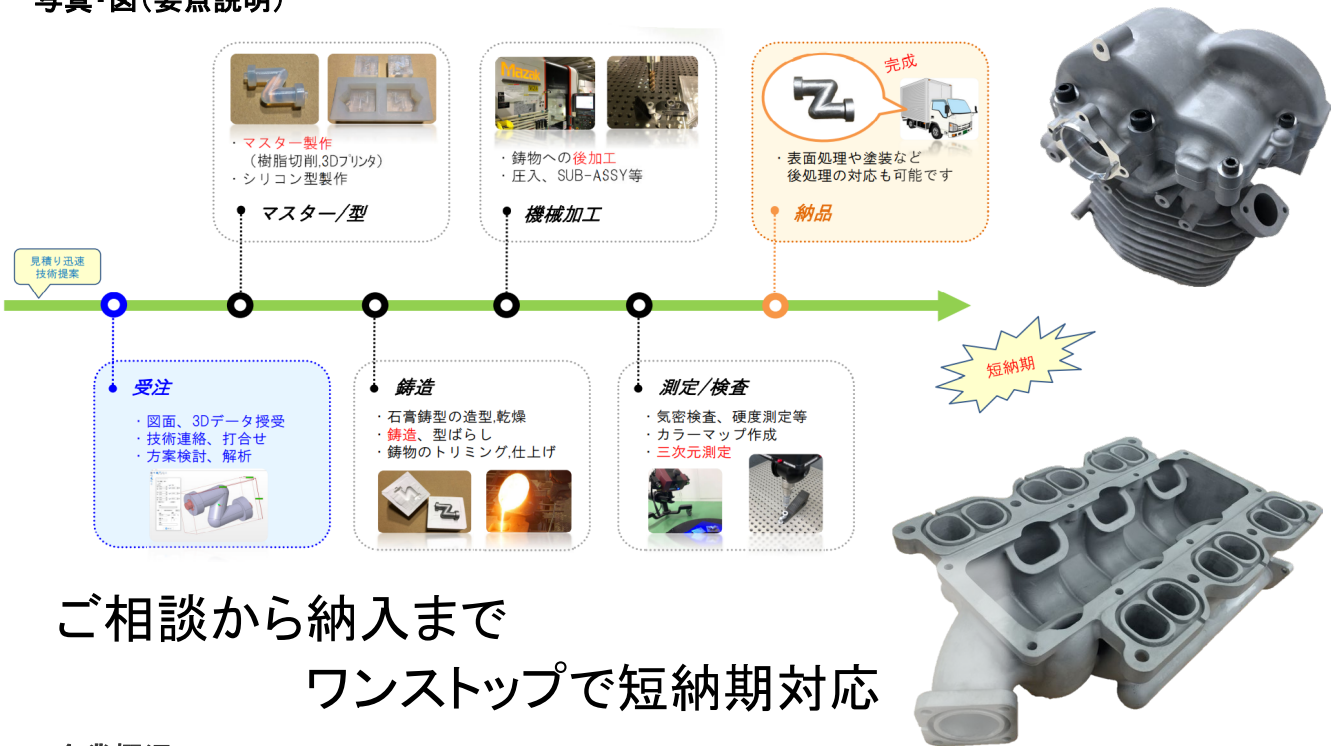 写真・図(要点説明)
Mazak
完成
・マスター製作
(樹脂切削,3Dプリンタ)
・シリコン型製作
マスター/型
・鋳物への後加工
・圧入、SUB-ASSY等
機械加工
・表面処理や塗装など
後処理の対応も可能です
納品
見積り迅速
技術提案
受注
・図面、3Dデータ授受
・技術連絡、打合せ
・方案検討、解析
鋳造
・石膏鋳型の造型,乾燥
・鋳造、型ばらし
・鋳物のトリミング,仕上げ
測定/検査
・気密検査、硬度測定等
・カラーマップ作成
・三次元測定
短納期
ご相談から納入まで
ワンストップで短納期対応